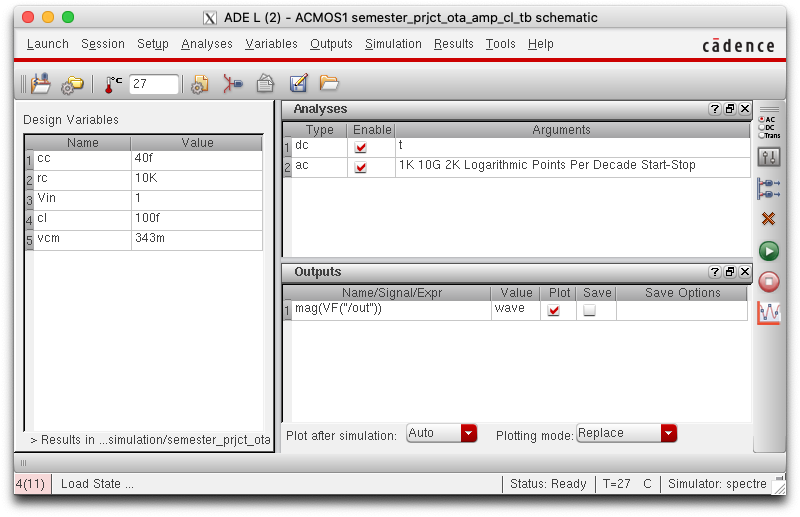 ADE L (2) - ACMOS1 semester_prjct_ota_amp_cl_tb schematic
Launch Session Setup Analyses Variables Outputs Simulation Results Tools Help
cādence
°C 27
Design Variables
Name Value
1 cc 40f
2 rc 10K
3 Vin 1
4 cl 100f
5 vcm 343m
> Results in ...simulation/semester_prjct_ota
Analyses
Type Enable Arguments
1 dc t
2 ac 1K 10G 2K Logarithmic Points Per Decade Start-Stop
Outputs
Name/Signal/Expr Value Plot Save Save Options
1 mag(VF("/out")) wave
Plot after simulation: Auto Plotting mode: Replace
AC
DC
Trans
4(11) Load State ... Status: Ready T=27 C Simulator: spectre